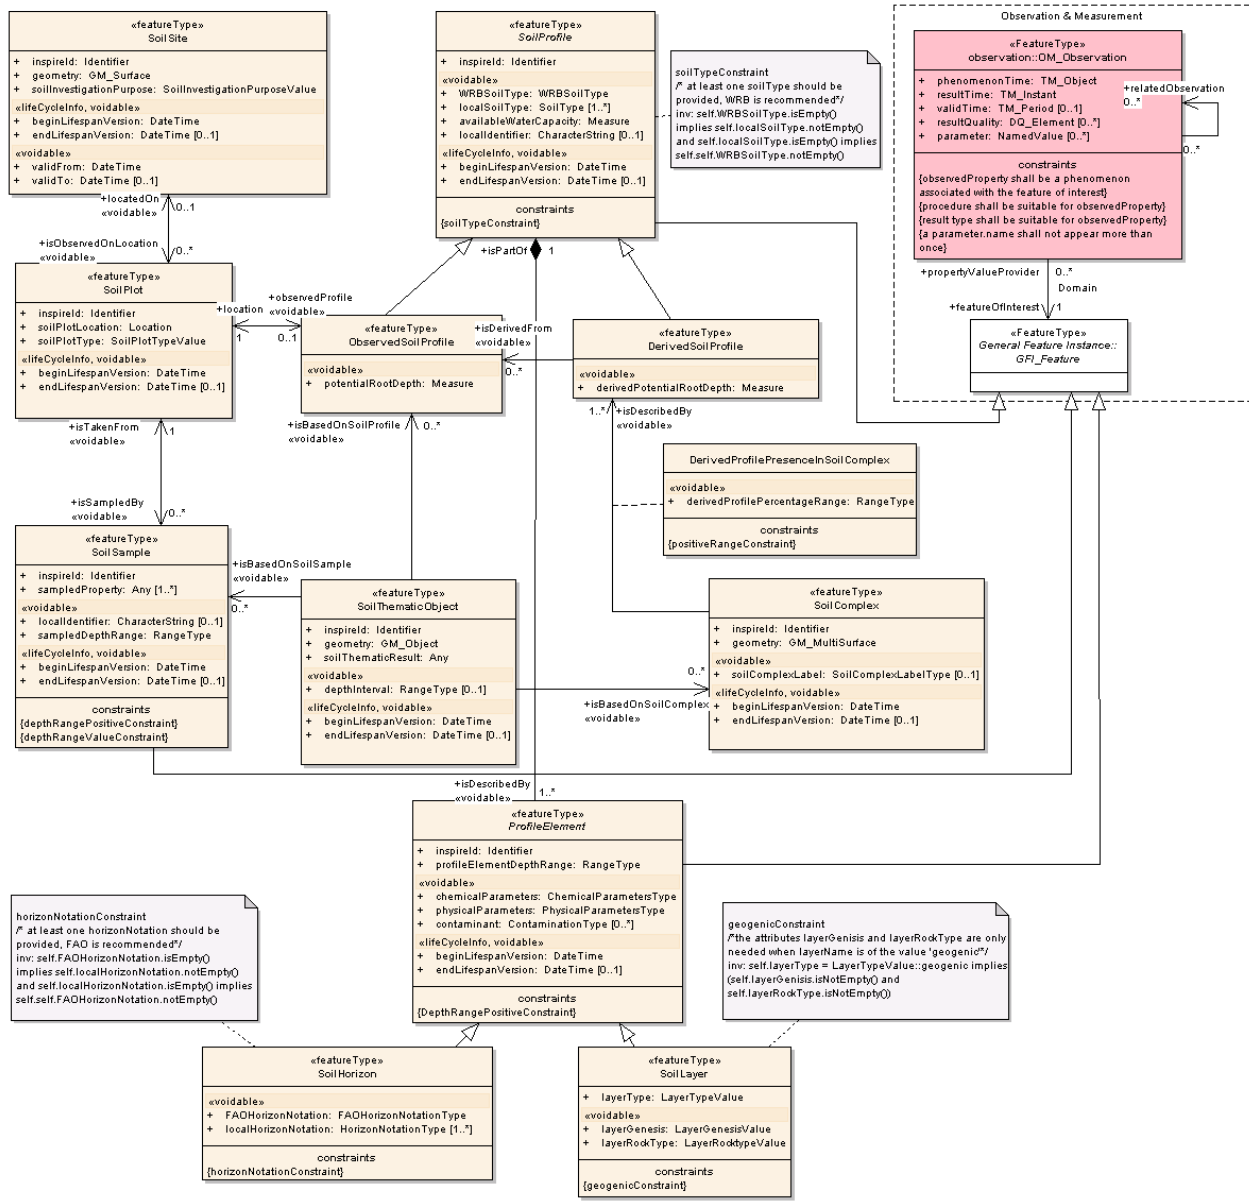 «featureType»
SoilSite
+ inspireId: Identifier
+ geometry: GM_Surface
+ soilInvestigationPurpose: SoilInvestigationPurposeValue
«lifeCycleInfo, voidable»
+ beginLifespanVersion: DateTime
+ endLifespanVersion: DateTime [0..1]
«voidable»
+ validFrom: DateTime
+ validTo: DateTime [0..1]
+locatedOn
«voidable»
0..1
+isObservedOnLocation
«voidable»
0..*
«featureType»
SoilPlot
+ inspireId: Identifier
+ soilPlotLocation: Location
+ soilPlotType: SoilPlotTypeValue
«lifeCycleInfo, voidable»
+ beginLifespanVersion: DateTime
+ endLifespanVersion: DateTime [0..1]
+isTakenFrom
«voidable»
1
+isSampledBy
«voidable»
0..*
«featureType»
SoilSample
+ inspireId: Identifier
+ sampledProperty: Any [1..*]
«voidable»
+ localIdentifier: CharacterString [0..1]
+ sampledDepthRange: RangeType
«lifeCycleInfo, voidable»
+ beginLifespanVersion: DateTime
+ endLifespanVersion: DateTime [0..1]
constraints
{depthRangePositiveConstraint}
{depthRangeValueConstraint}
«featureType»
SoilProfile
+ inspireId: Identifier
«voidable»
+ WRBSoilType: WRBSoilType
+ localSoilType: SoilType [1..*]
+ availableWaterCapacity: Measure
+ localIdentifier: CharacterString [0..1]
«lifeCycleInfo, voidable»
+ beginLifespanVersion: DateTime
+ endLifespanVersion: DateTime [0..1]
constraints
{soilTypeConstraint}
soilTypeConstraint
/* at least one soilType should be
provided, WRB is recommended*/
inv: self.WRBSoilType.isEmpty()
implies self.localSoilType.notEmpty()
and self.localSoilType.isEmpty() implies
self.self.WRBSoilType.notEmpty()
+isPartOf
1
+location
1
+observedProfile
«voidable»
0..1
«featureType»
ObservedSoilProfile
«voidable»
+ potentialRootDepth: Measure
+isDerivedFrom
«voidable»
0..*
«featureType»
DerivedSoilProfile
«voidable»
+ derivedPotentialRootDepth: Measure
+isBasedOnSoilProfile
«voidable»
0..*
1..*
+isDescribedBy
«voidable»
DerivedProfilePresenceInSoilComplex
«voidable»
+ derivedProfilePercentageRange: RangeType
constraints
{positiveRangeConstraint}
+isBasedOnSoilSample
«voidable»
0..*
«featureType»
SoilThematicObject
+ inspireId: Identifier
+ geometry: GM_Object
+ soilThematicResult: Any
«voidable»
+ depthInterval: RangeType [0..1]
«lifeCycleInfo, voidable»
+ beginLifespanVersion: DateTime
+ endLifespanVersion: DateTime [0..1]
0..*
+isBasedOnSoilComplex
«voidable»
«featureType»
SoilComplex
+ inspireId: Identifier
+ geometry: GM_MultiSurface
«voidable»
+ soilComplexLabel: SoilComplexLabelType [0..1]
«lifeCycleInfo, voidable»
+ beginLifespanVersion: DateTime
+ endLifespanVersion: DateTime [0..1]
Observation & Measurement
«FeatureType»
observation::OM_Observation
+ phenomenonTime: TM_Object
+ resultTime: TM_Instant
+ validTime: TM_Period [0..1]
+ resultQuality: DQ_Element [0..*]
+ parameter: NamedValue [0..*]
constraints
{observedProperty shall be a phenomenon
associated with the feature of interest}
{procedure shall be suitable for observedProperty}
{result type shall be suitable for observedProperty}
{a parameter.name shall not appear more than
once}
+relatedObservation
0..*
0..*
+propertyValueProvider
0..*
Domain
+featureOfInterest
1
«FeatureType»
General Feature Instance::
GFI_Feature
+isDescribedBy
«voidable»
1..*
«featureType»
ProfileElement
+ inspireId: Identifier
+ profileElementDepthRange: RangeType
«voidable»
+ chemicalParameters: ChemicalParametersType
+ physicalParameters: PhysicalParametersType
+ contaminant: ContaminationType [0..*]
«lifeCycleInfo, voidable»
+ beginLifespanVersion: DateTime
+ endLifespanVersion: DateTime [0..1]
constraints
{DepthRangePositiveConstraint}
horizonNotationConstraint
/* at least one horizonNotation should be
provided, FAO is recommended*/
inv: self.FAOHorizonNotation.isEmpty()
implies self.localHorizonNotation.notEmpty()
and self.localHorizonNotation.isEmpty() implies
self.self.FAOHorizonNotation.notEmpty()
geogenicConstraint
/*the attributes layerGenisis and layerRockType are only
needed when layerName is of the value 'geogenic'*/
inv: self.layerType = LayerTypeValue::geogenic implies
(self.layerGenisis.isNotEmpty() and
self.layerRockType.isNotEmpty())
«featureType»
SoilHorizon
«voidable»
+ FAOHorizonNotation: FAOHorizonNotationType
+ localHorizonNotation: HorizonNotationType [1..*]
constraints
{horizonNotationConstraint}
«featureType»
SoilLayer
+ layerType: LayerTypeValue
«voidable»
+ layerGenesis: LayerGenesisValue
+ layerRockType: LayerRocktypeValue
constraints
{geogenicConstraint}